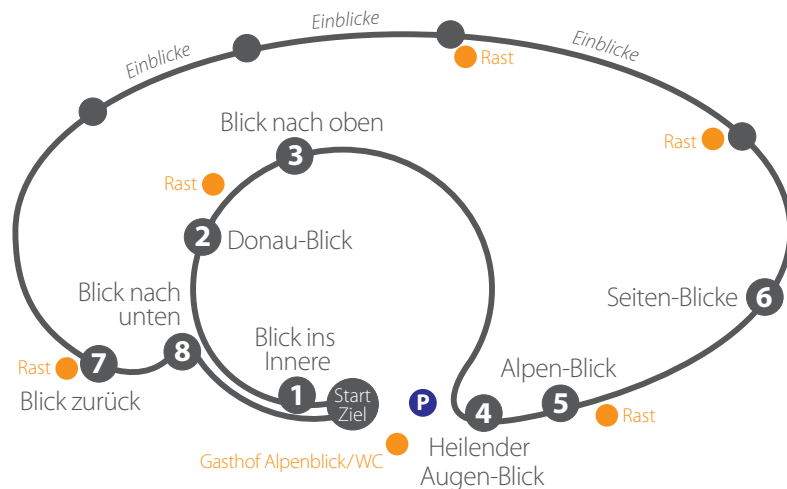 Einblicke
Einblicke
Einblicke
Rast
Rast
Blick nach oben
3
Rast
2
Donau-Blick
Blick nach
unten
8
Seiten-Blicke
6
Rast
7
Blick zurück
Blick ins
Innere
1
Start
Ziel
P
Alpen-Blick
5
Rast
4
Heilender
Augen-Blick
Gasthof Alpenblick/WC